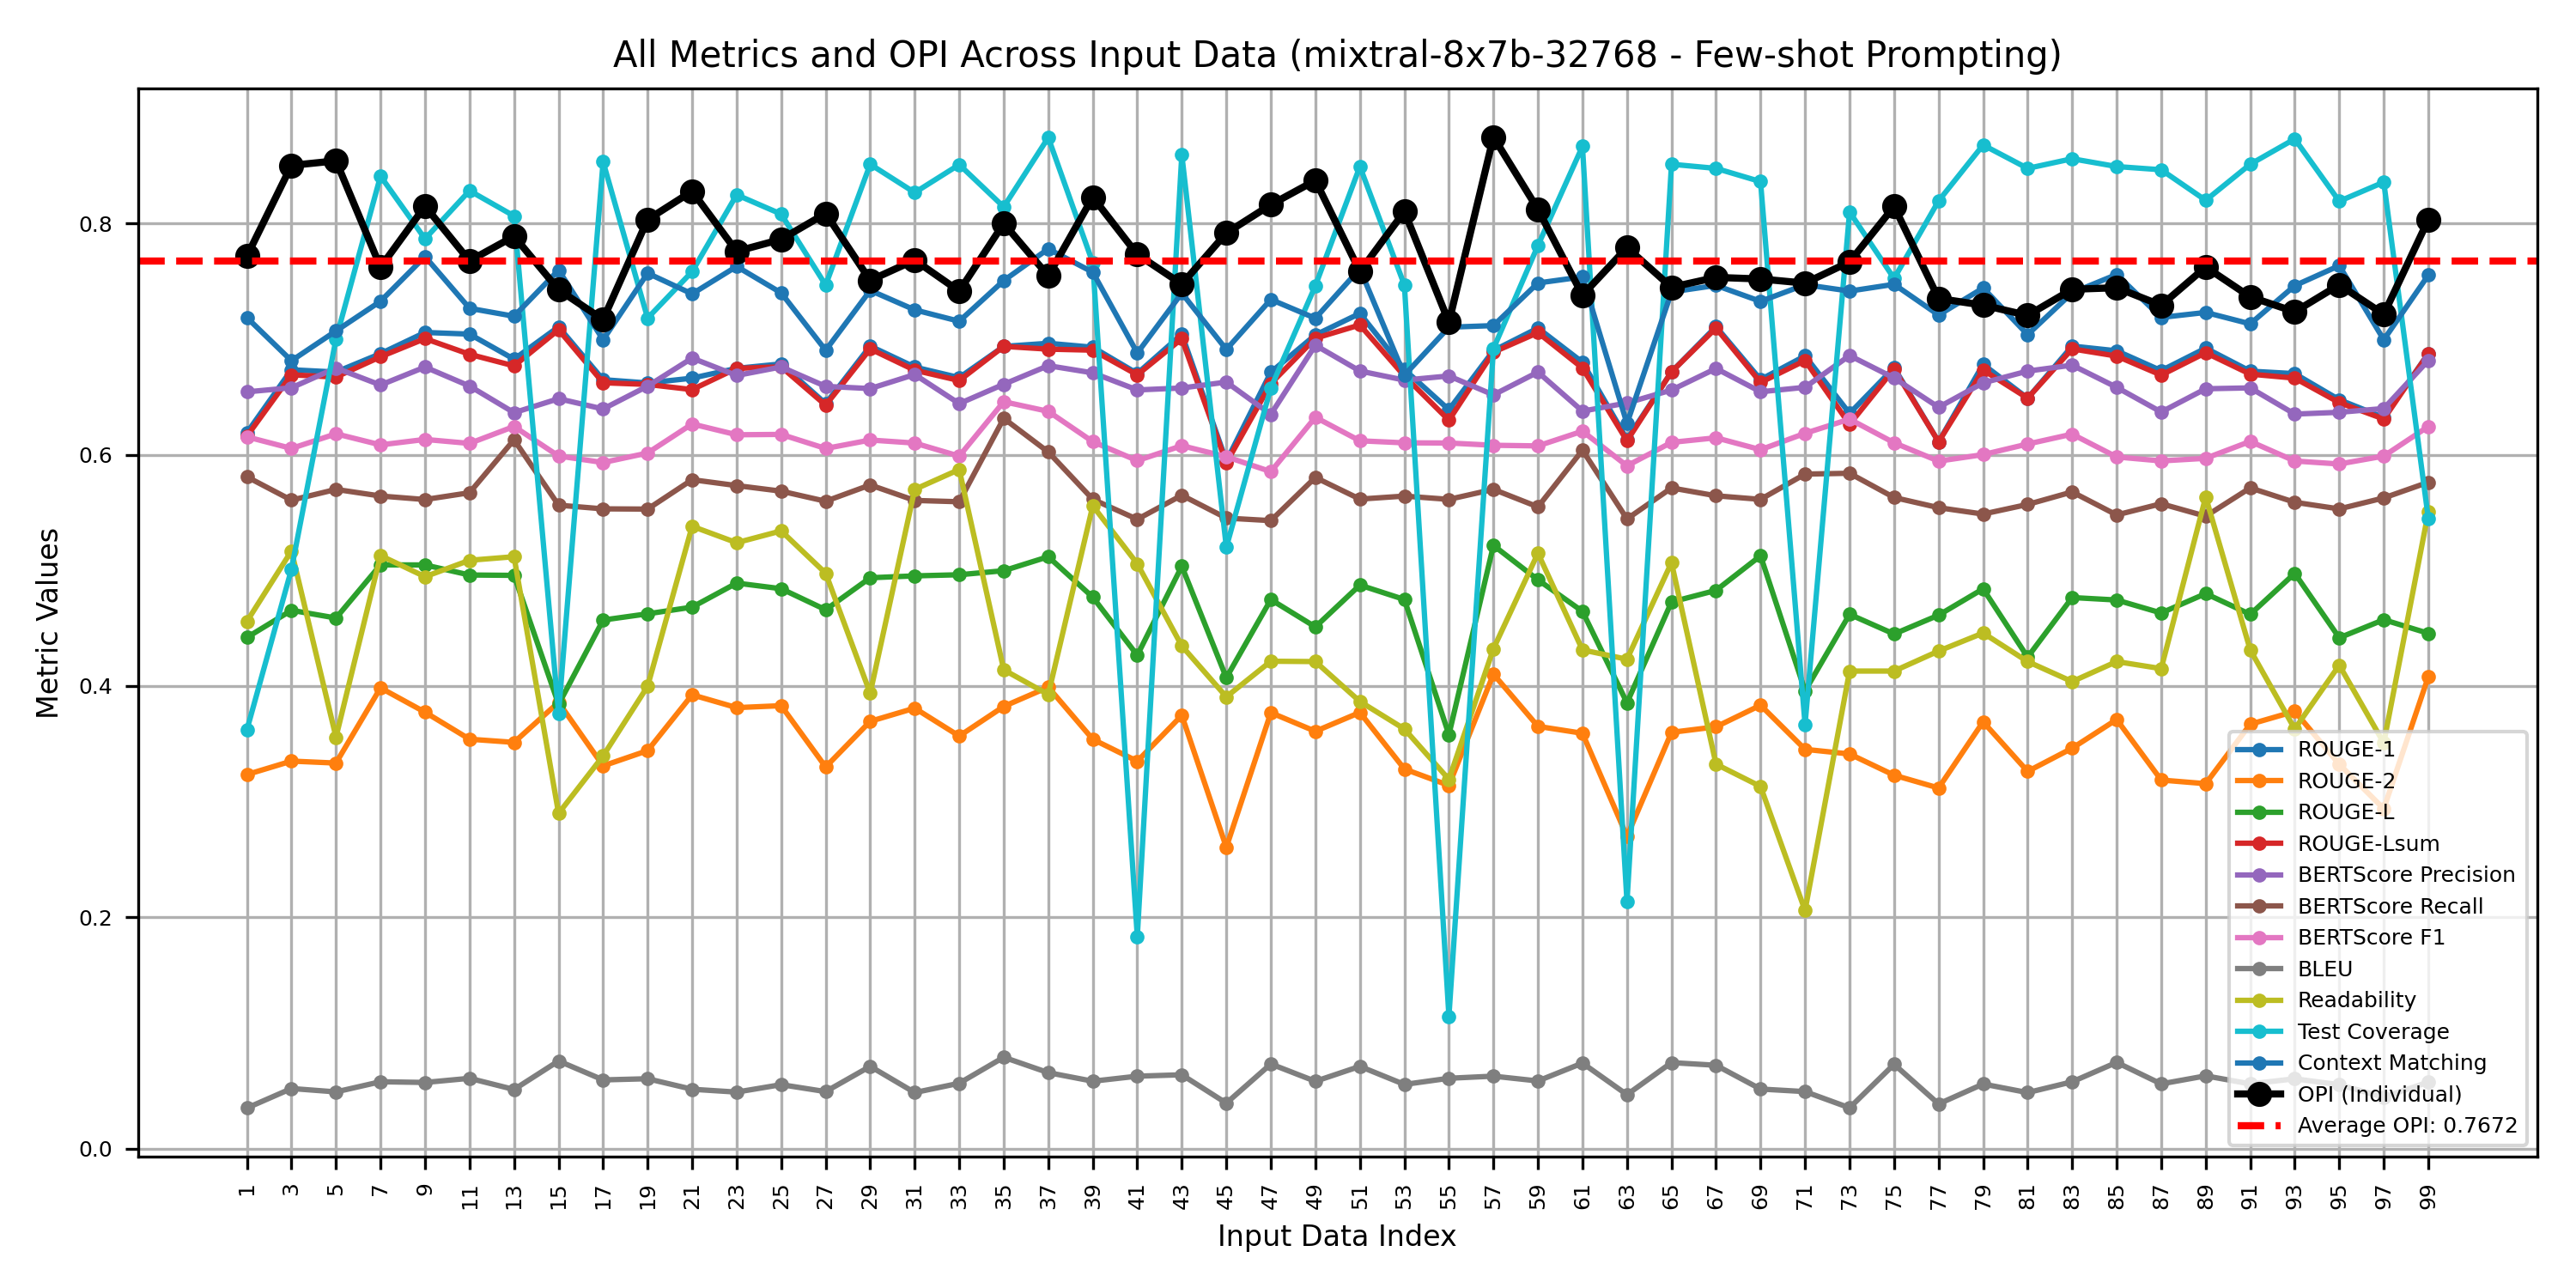 All Metrics and OPI Across Input Data (mixtral-8x7b-32768 - Few-shot Prompting)
Metric Values
0.8
0.6
0.4
0.2
0.0
ROUGE-1
ROUGE-2
ROUGE-L
ROUGE-Lsum
BERTScore Precision
BERTScore Recall
BERTScore F1
BLEU
Readability
Test Coverage
Context Matching
OPI (Individual)
Average OPI: 0.7672
1 3 5 7 9 11 13 15 17 19 21 23 25 27 29 31 33 35 37 39 41 43 45 47 49 51 53 55 57 59 61 63 65 67 69 71 73 75 77 79 81 83 85 87 89 91 93 95 97 99
Input Data Index